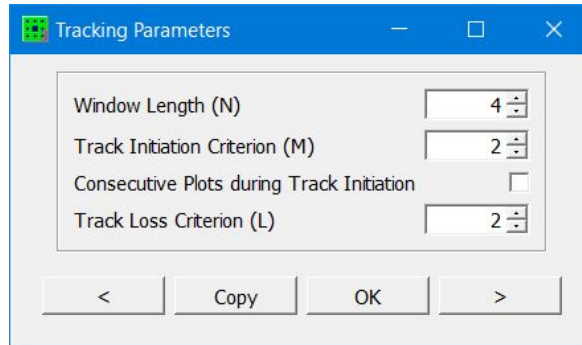 Tracking Parameters
Window Length (N) 4
Track Initiation Criterion (M) 2
Consecutive Plots during Track Initiation
Track Loss Criterion (L) 2
< Copy OK >